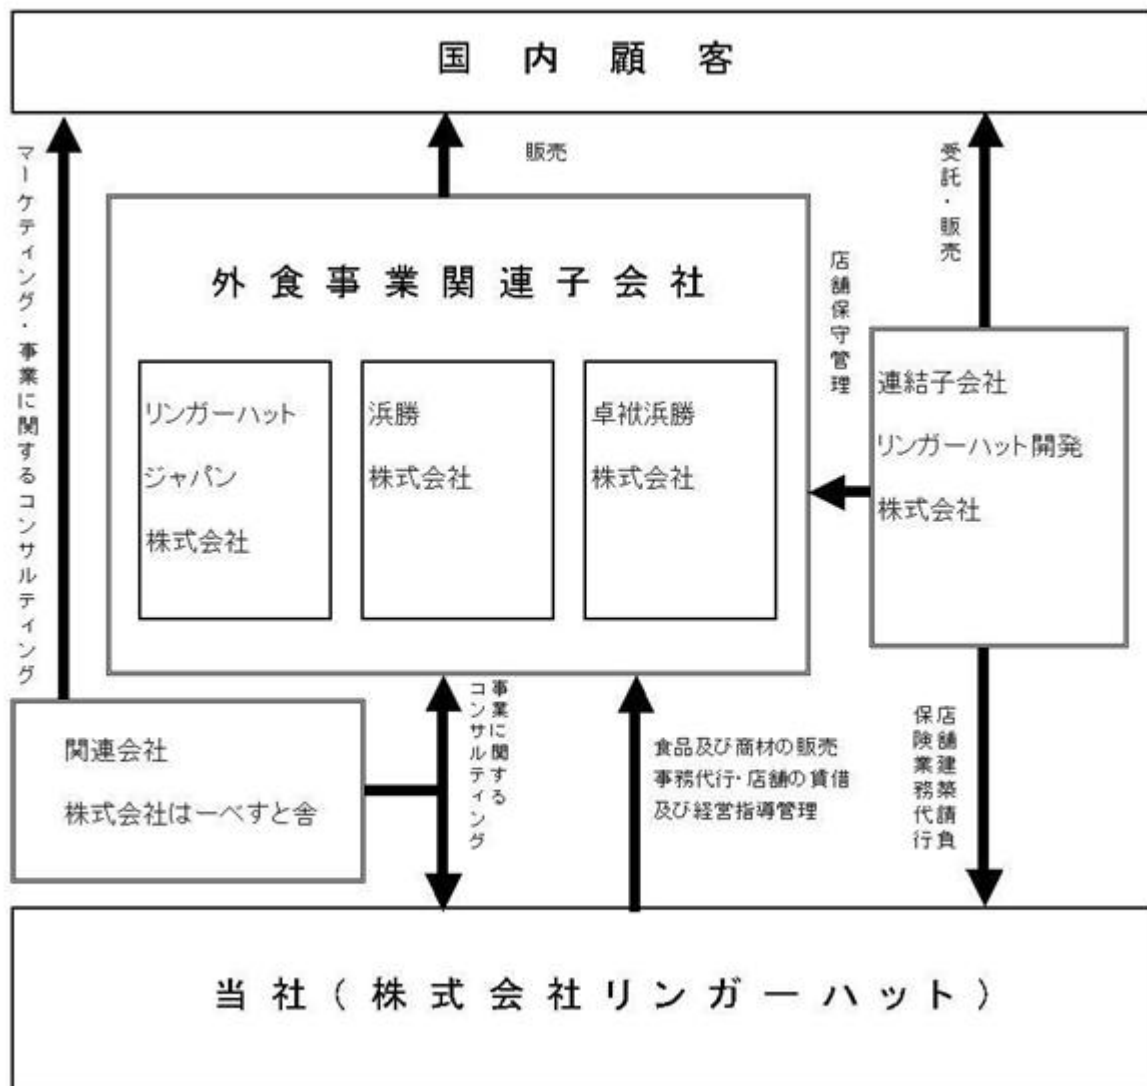 国内顧客
マーケティング・事業に関するコンサルティング
販売
受託・販売
外食事業関連子会社
店舗保守管理
リンガーハット
ジャパン
株式会社
浜勝
株式会社
卓袱浜勝
株式会社
連結子会社
リンガーハット開発
株式会社
関連会社
株式会社はーべすと舎
事業に関する
コンサルティング
食品及び商材の販売
事務代行・店舗の賃借
及び経営指導管理
店舗建築請負
保険業務代行
当社(株式会社リンガーハット)